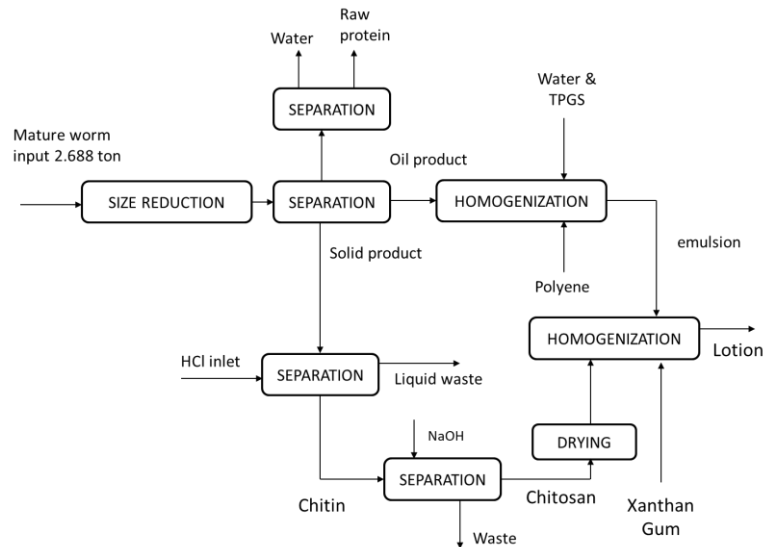 Water
Raw
protein
SEPARATION
Water &
TPGS
Mature worm
input 2.688 ton
Oil product
SIZE REDUCTION
SEPARATION
HOMOGENIZATION
Solid product
emulsion
Polyene
HOMOGENIZATION
Lotion
HCl inlet
SEPARATION
Liquid waste
NaOH
DRYING
SEPARATION
Chitin
Chitosan
Xanthan
Gum
Waste